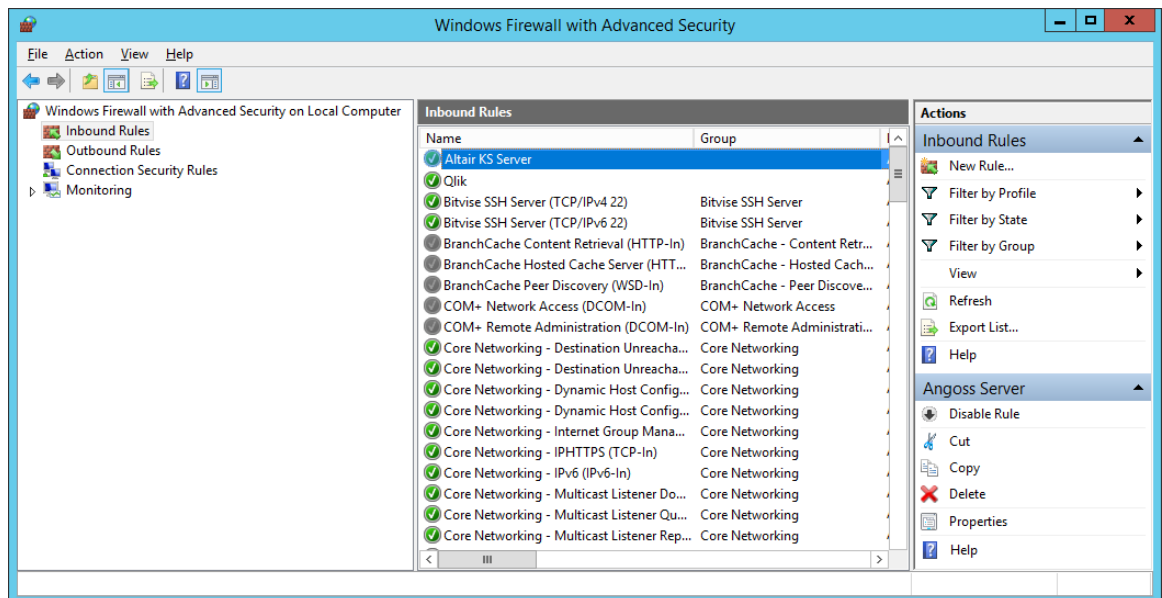 Windows Firewall with Advanced Security
File Action View Help
Windows Firewall with Advanced Security on Local Computer
Inbound Rules
Outbound Rules
Connection Security Rules
Monitoring
Inbound Rules
Name Group
Altair KS Server
Qlik
Bitvise SSH Server (TCP/IPv4 22) Bitvise SSH Server
Bitvise SSH Server (TCP/IPv6 22) Bitvise SSH Server
BranchCache Content Retrieval (HTTP-In) BranchCache - Content Retr...
BranchCache Hosted Cache Server (HTT... BranchCache - Hosted Cach...
BranchCache Peer Discovery (WSD-In) BranchCache - Peer Discove...
COM+ Network Access (DCOM-In) COM+ Network Access
COM+ Remote Administration (DCOM-In) COM+ Remote Administrati...
Core Networking - Destination Unreacha... Core Networking
Core Networking - Destination Unreacha... Core Networking
Core Networking - Dynamic Host Config... Core Networking
Core Networking - Dynamic Host Config... Core Networking
Core Networking - Internet Group Mana... Core Networking
Core Networking - IPHTTPS (TCP-In) Core Networking
Core Networking - IPv6 (IPv6-In) Core Networking
Core Networking - Multicast Listener Do... Core Networking
Core Networking - Multicast Listener Qu... Core Networking
Core Networking - Multicast Listener Rep... Core Networking
Actions
Inbound Rules
New Rule...
Filter by Profile
Filter by State
Filter by Group
View
Refresh
Export List...
Help
Angoss Server
Disable Rule
Cut
Copy
Delete
Properties
Help